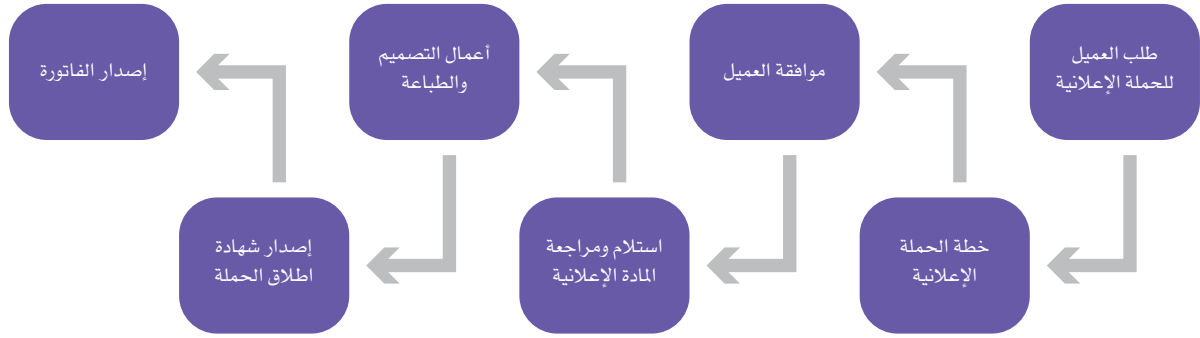 طلب العميل
للحملة الإعلانية
خطة الحملة
الإعلانية
موافقة العميل
استلام ومراجعة
المادة الإعلانية
أعمال التصميم
والطباعة
إصدار شهادة
اطلاق الحملة
إصدار الفاتورة